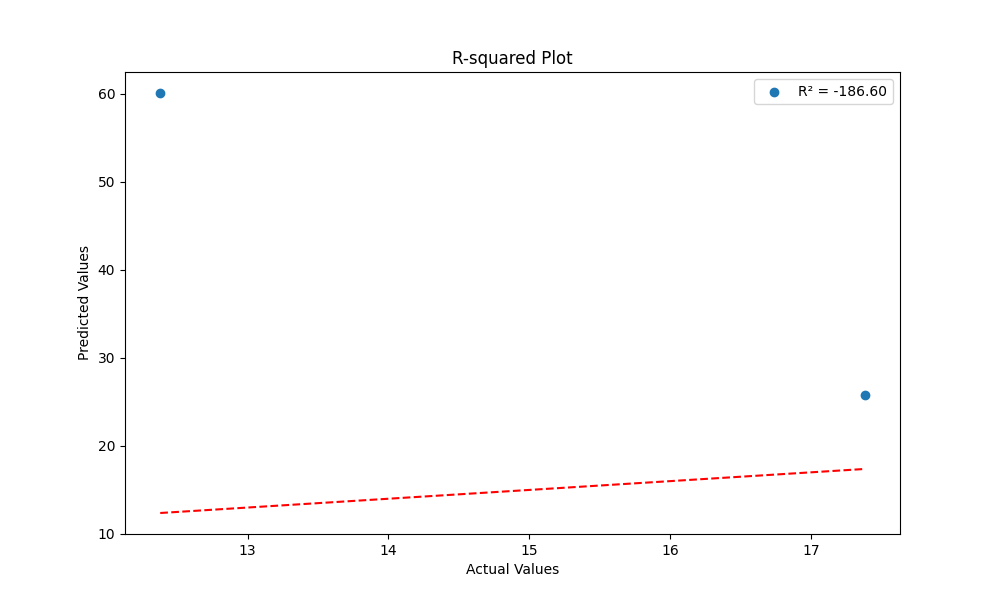 R-squared Plot
R² = -186.60
60
50
40
30
20
10
Predicted Values
13
14
15
16
17
Actual Values